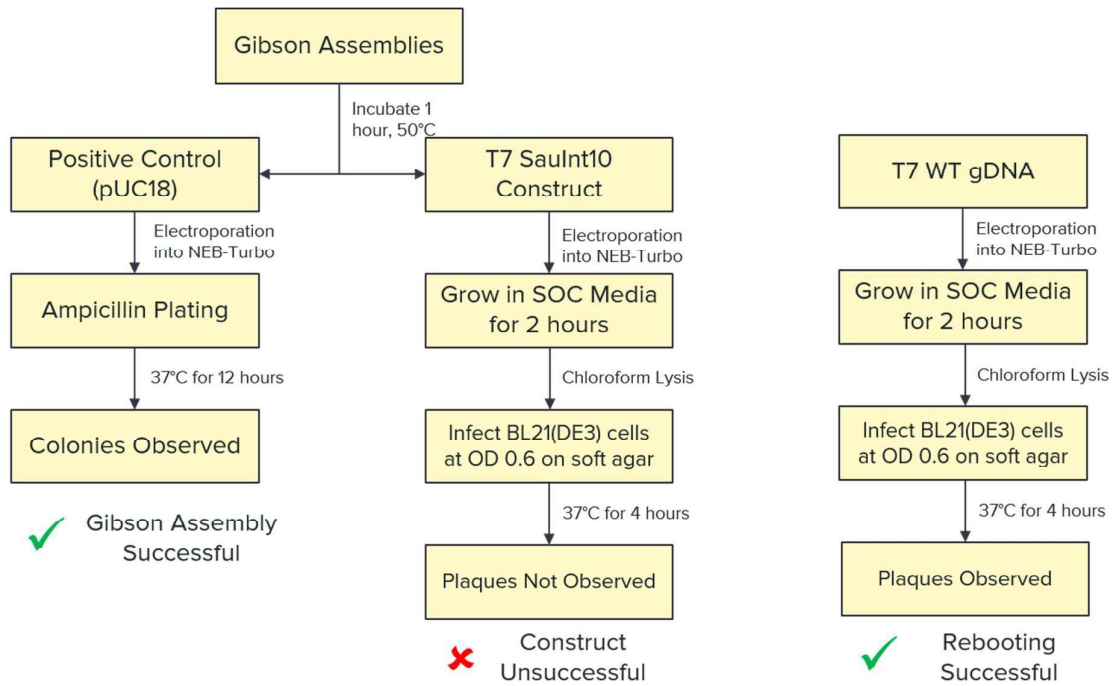 Gibson Assemblies
Incubate 1
hour, 50°C
Positive Control
(pUC18)
T7 SauInt10
Construct
T7 WT gDNA
Electroporation
into NEB-Turbo
Electroporation
into NEB-Turbo
Electroporation
into NEB-Turbo
Ampicillin Plating
Grow in SOC Media
for 2 hours
Grow in SOC Media
for 2 hours
37°C for 12 hours
Chloroform Lysis
Chloroform Lysis
Colonies Observed
Infect BL21(DE3) cells
at OD 0.6 on soft agar
Infect BL21(DE3) cells
at OD 0.6 on soft agar
Gibson Assembly
Successful
37°C for 4 hours
37°C for 4 hours
Plaques Not Observed
Plaques Observed
Construct
Unsuccessful
Rebooting
Successful